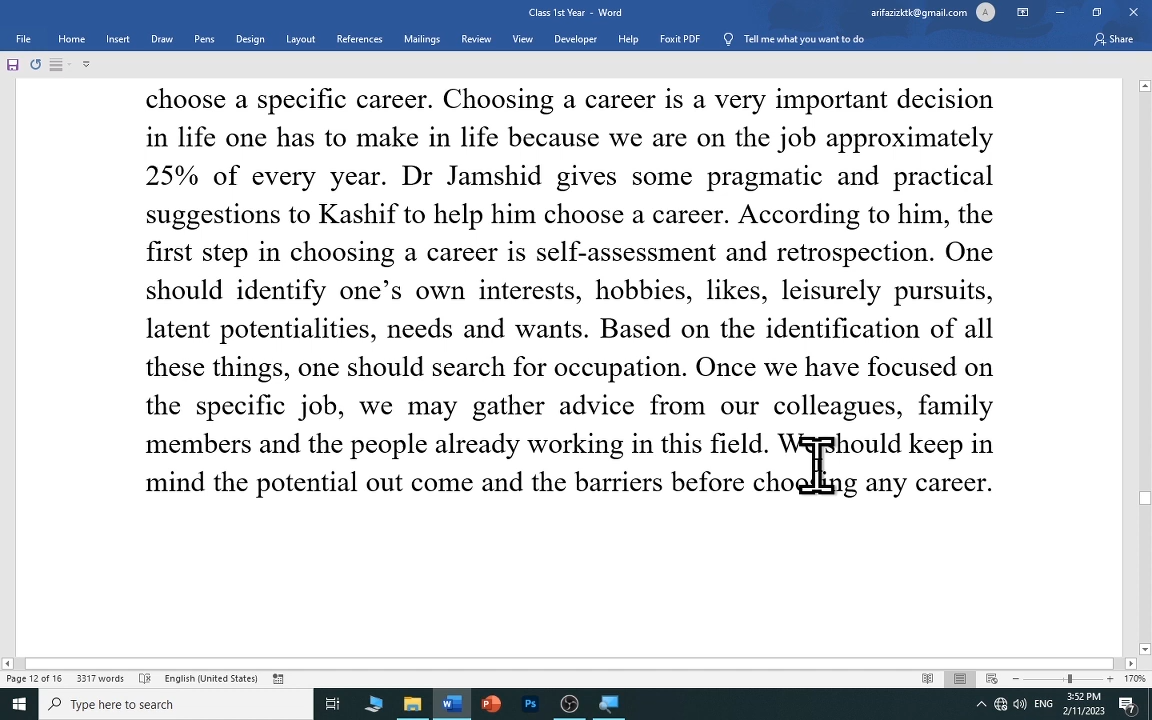 Class 1st Year - Word
arifazizktk@gmail.com A
File Home Insert Draw Pens Design Layout References Mailings Review View Developer Help Foxit PDF Tell me what you want to do Share
choose a specific career. Choosing a career is a very important decision
in life one has to make in life because we are on the job approximately
25% of every year. Dr Jamshid gives some pragmatic and practical
suggestions to Kashif to help him choose a career. According to him, the
first step in choosing a career is self-assessment and retrospection. One
should identify one’s own interests, hobbies, likes, leisurely pursuits,
latent potentialities, needs and wants. Based on the identification of all
these things, one should search for occupation. Once we have focused on
the specific job, we may gather advice from our colleagues, family
members and the people already working in this field. We should keep in
mind the potential out come and the barriers before choosing any career.
Page 12 of 16 3317 words English (United States) 170%
Type here to search
ENG
3:52 PM
2/11/2023
7